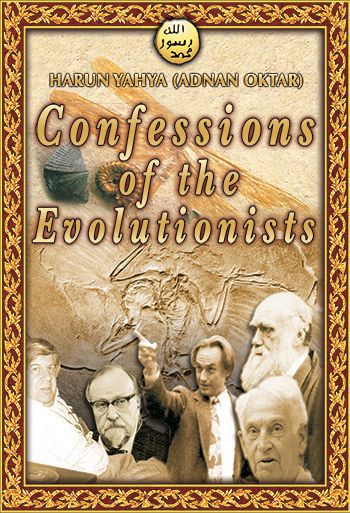 الله
رسول
محمد
HARUN YAHYA (ADNAN OKTAR)
Confessions
of the
Evolutionists